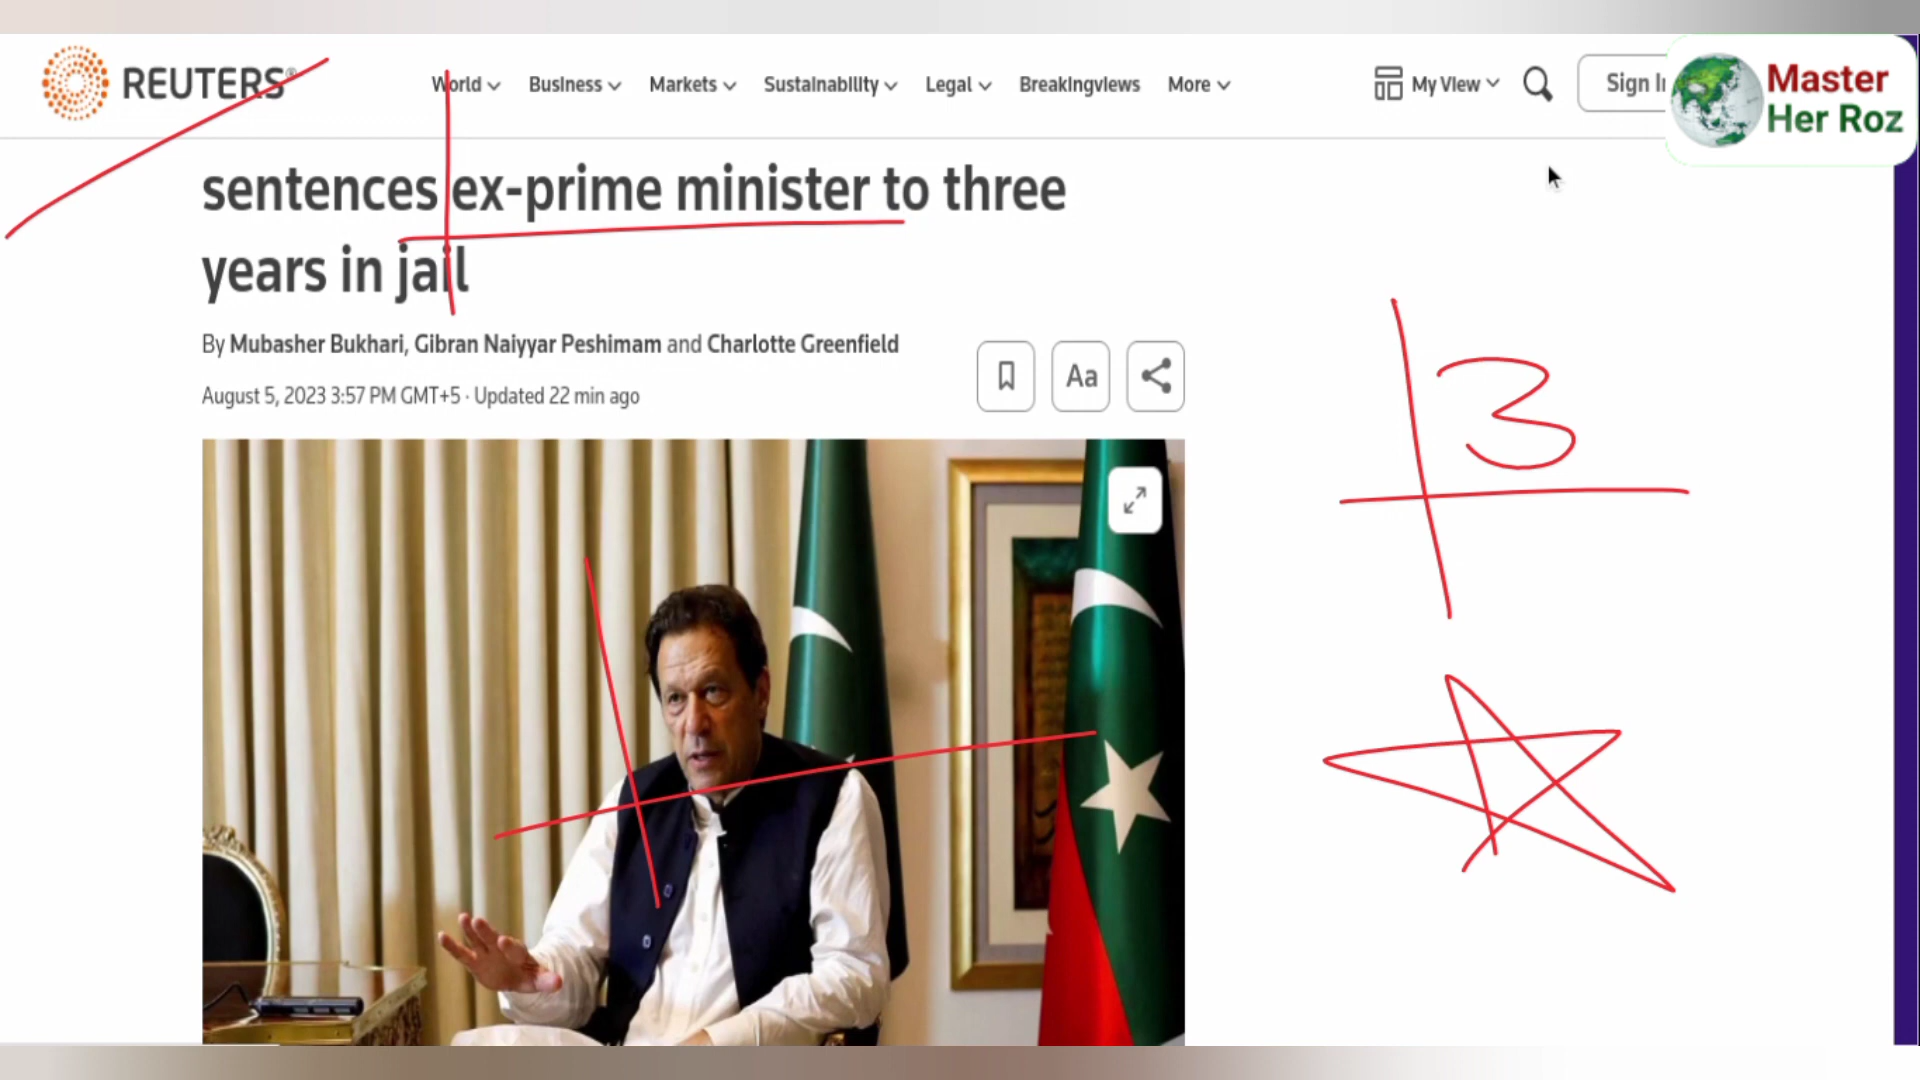 REUTERS®
World Business Markets Sustainability Legal Breakingviews More
My View
Sign
Master
Her Roz
sentences ex-prime minister to three
years in jail
By Mubasher Bukhari, Gibran Naiyyar Peshimam and Charlotte Greenfield
August 5, 2023 3:57 PM GMT+5 · Updated 22 min ago
Aa
3